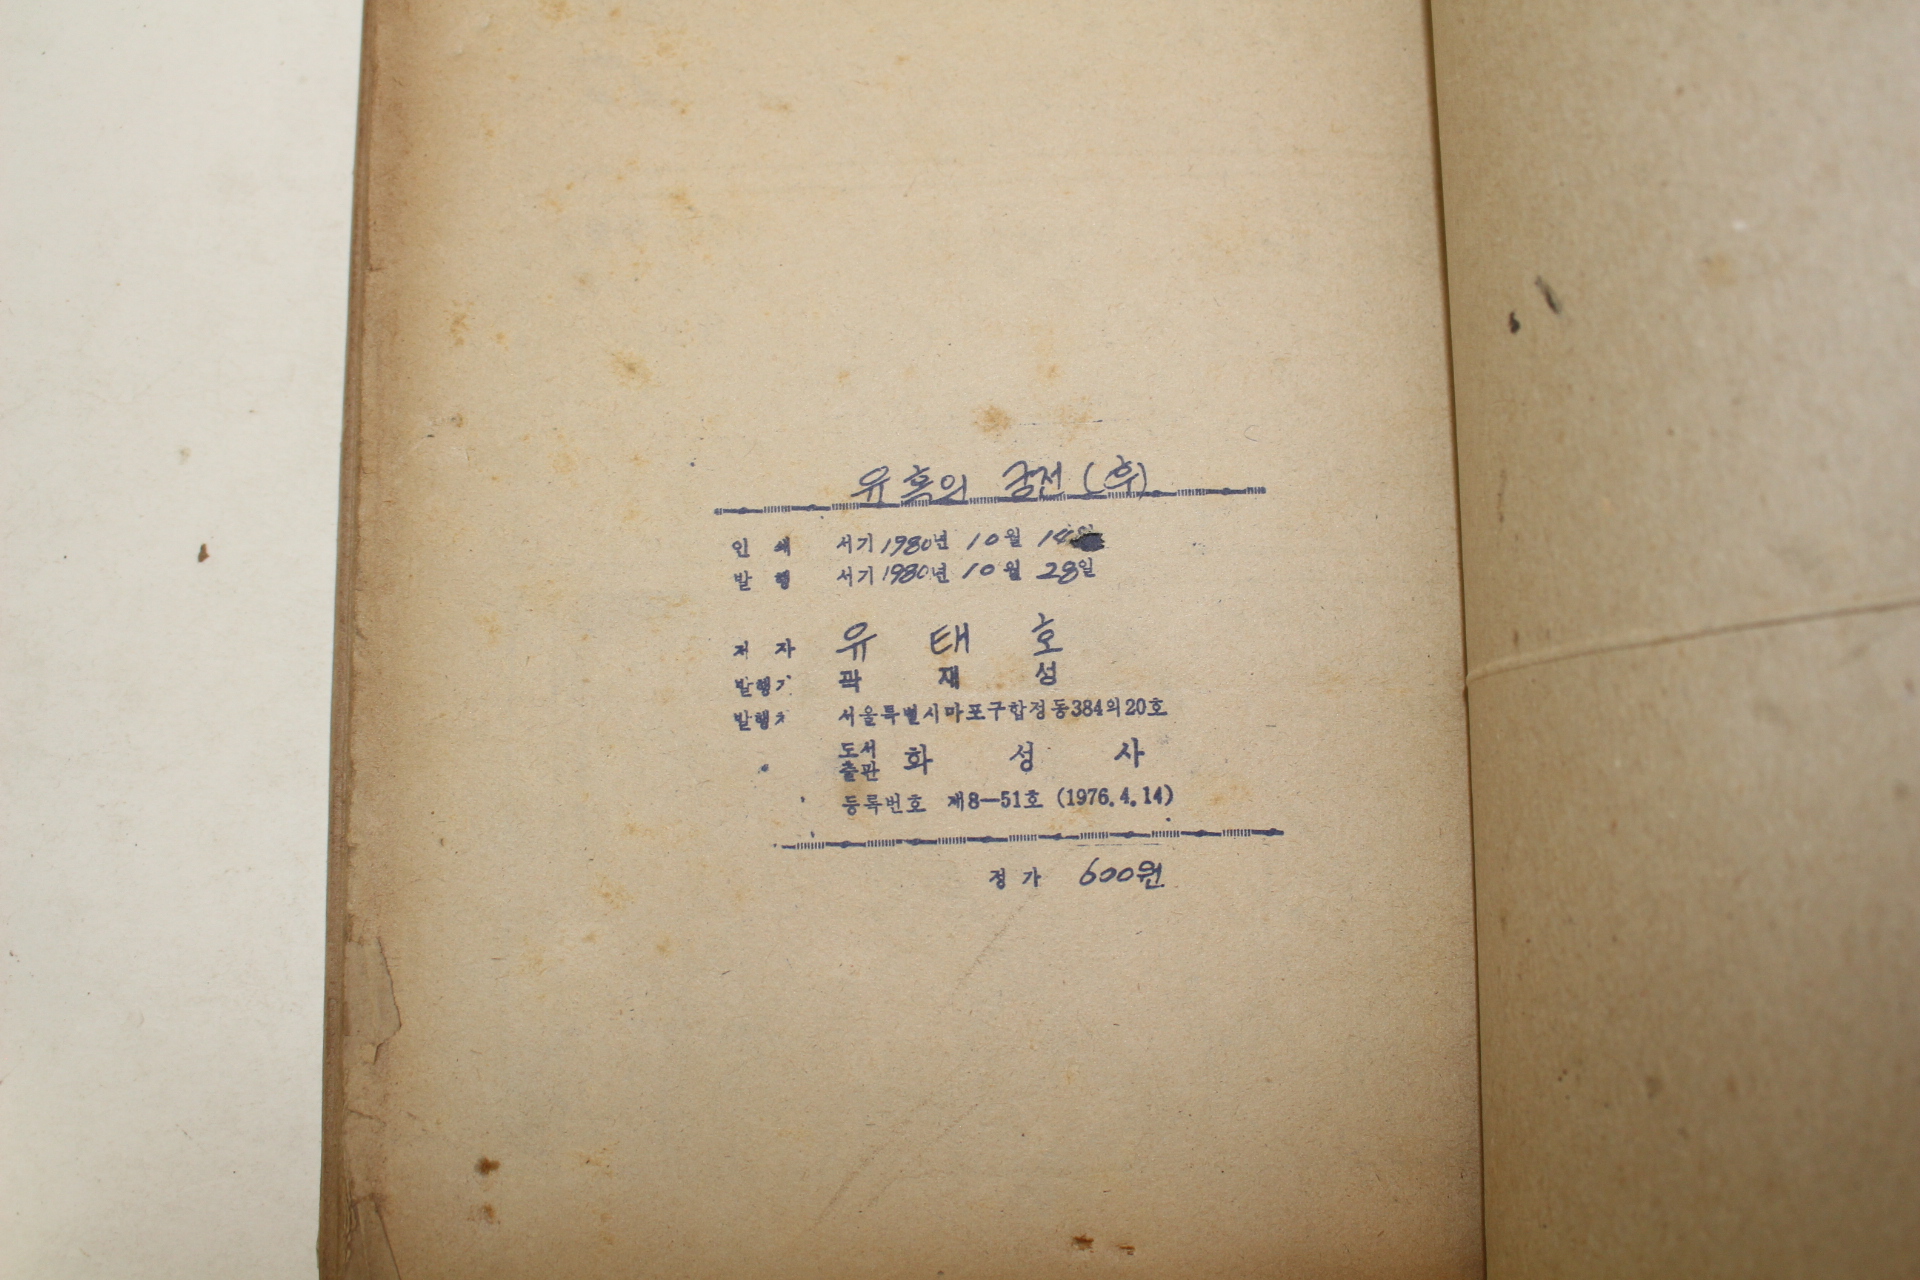 유혹의 궁전 (후)
인 쇄 서기 1980년 10월 14일
발 행 서기 1980년 10월 28일
저 자 유 태 호
발행 곽 재 성
발행처 서울특별시마포구합정동384의20호
도서출판 화 성 사
등록번호 제8—51호 (1976.4.14)
정 가 600원